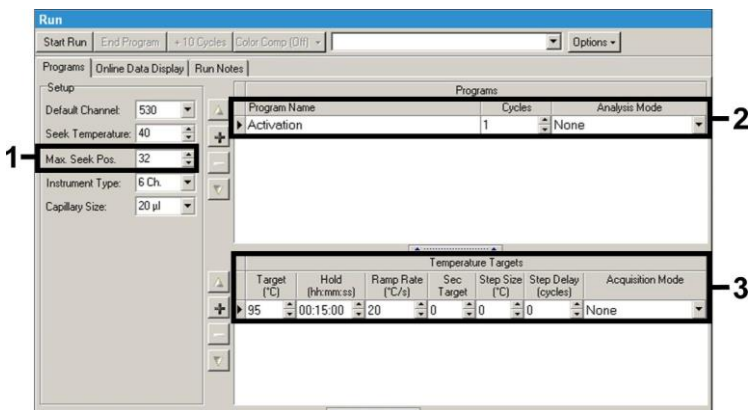 Run
Start Run End Program +10 Cycles Color Comp (Off) Options
Programs Online Data Display Run Notes
Setup
Default Channel: 530
Seek Temperature: 40
1 Max. Seek Pos. 32
Instrument Type: 6 Ch.
Capillary Size: 20 µl
Programs
Program Name Cycles Analysis Mode
Activation 1 None
2
Temperature Targets
Target (°C) Hold (hh:mm:ss) Ramp Rate (°C/s) Sec Target Step Size (°C) Step Delay (cycles) Acquisition Mode
95 00:15:00 20 0 0 0 None
3